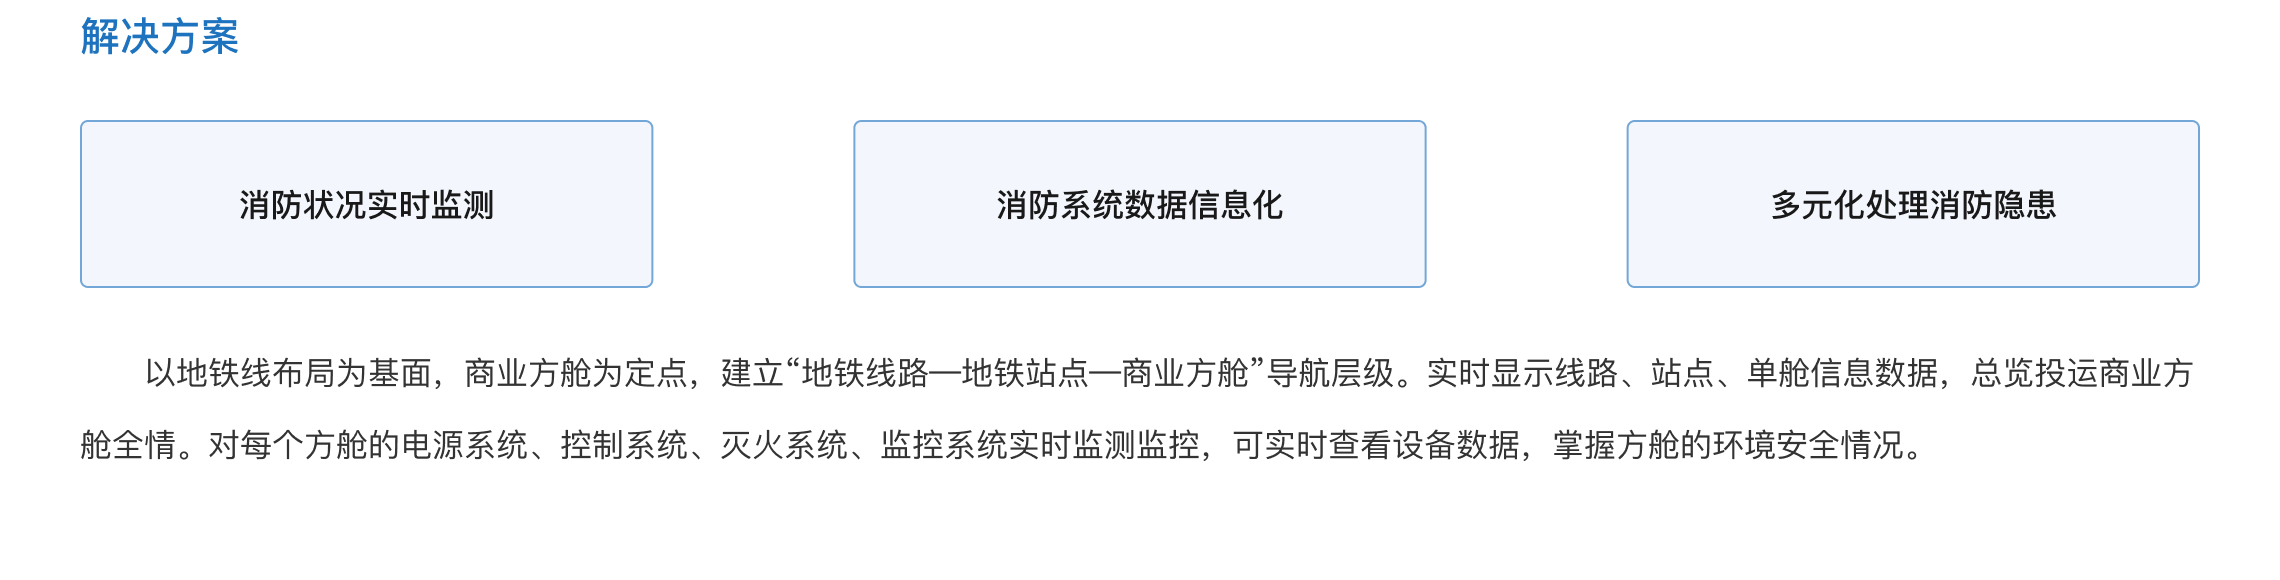 解决方案
消防状况实时监测
消防系统数据信息化
多元化处理消防隐患
以地铁线布局为基面，商业方舱为定点，建立“地铁线路—地铁站点—商业方舱”导航层级。实时显示线路、站点、单舱信息数据，总览投运商业方
舱全情。对每个方舱的电源系统、控制系统、灭火系统、监控系统实时监测监控，可实时查看设备数据，掌握方舱的环境安全情况。